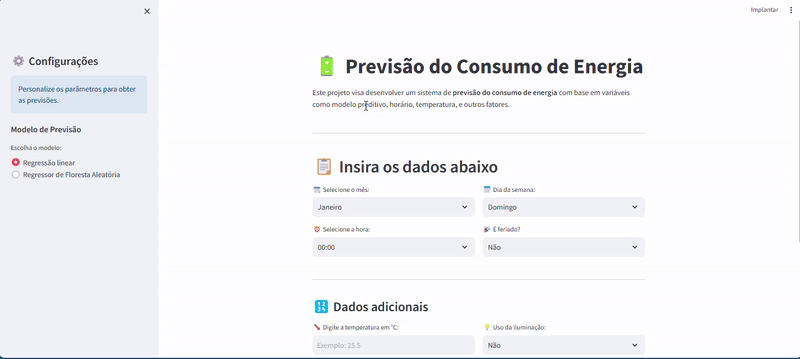 Implantar
Configurações
Personalize os parâmetros para obter
as previsões.
Modelo de Previsão
Escolha o modelo:
Regressão linear
Regressor de Floresta Aleatória
Previsão do Consumo de Energia
Este projeto visa desenvolver um sistema de previsão do consumo de energia com base em variáveis
como modelo preditivo, horário, temperatura, e outros fatores.
Insira os dados abaixo
Selecione o mês:
Dia da semana:
Janeiro
Domingo
Selecione a hora:
É feriado?
00:00
Não
Dados adicionais
Digite a temperatura em °C:
Uso da iluminação:
Exemplo: 25.5
Não